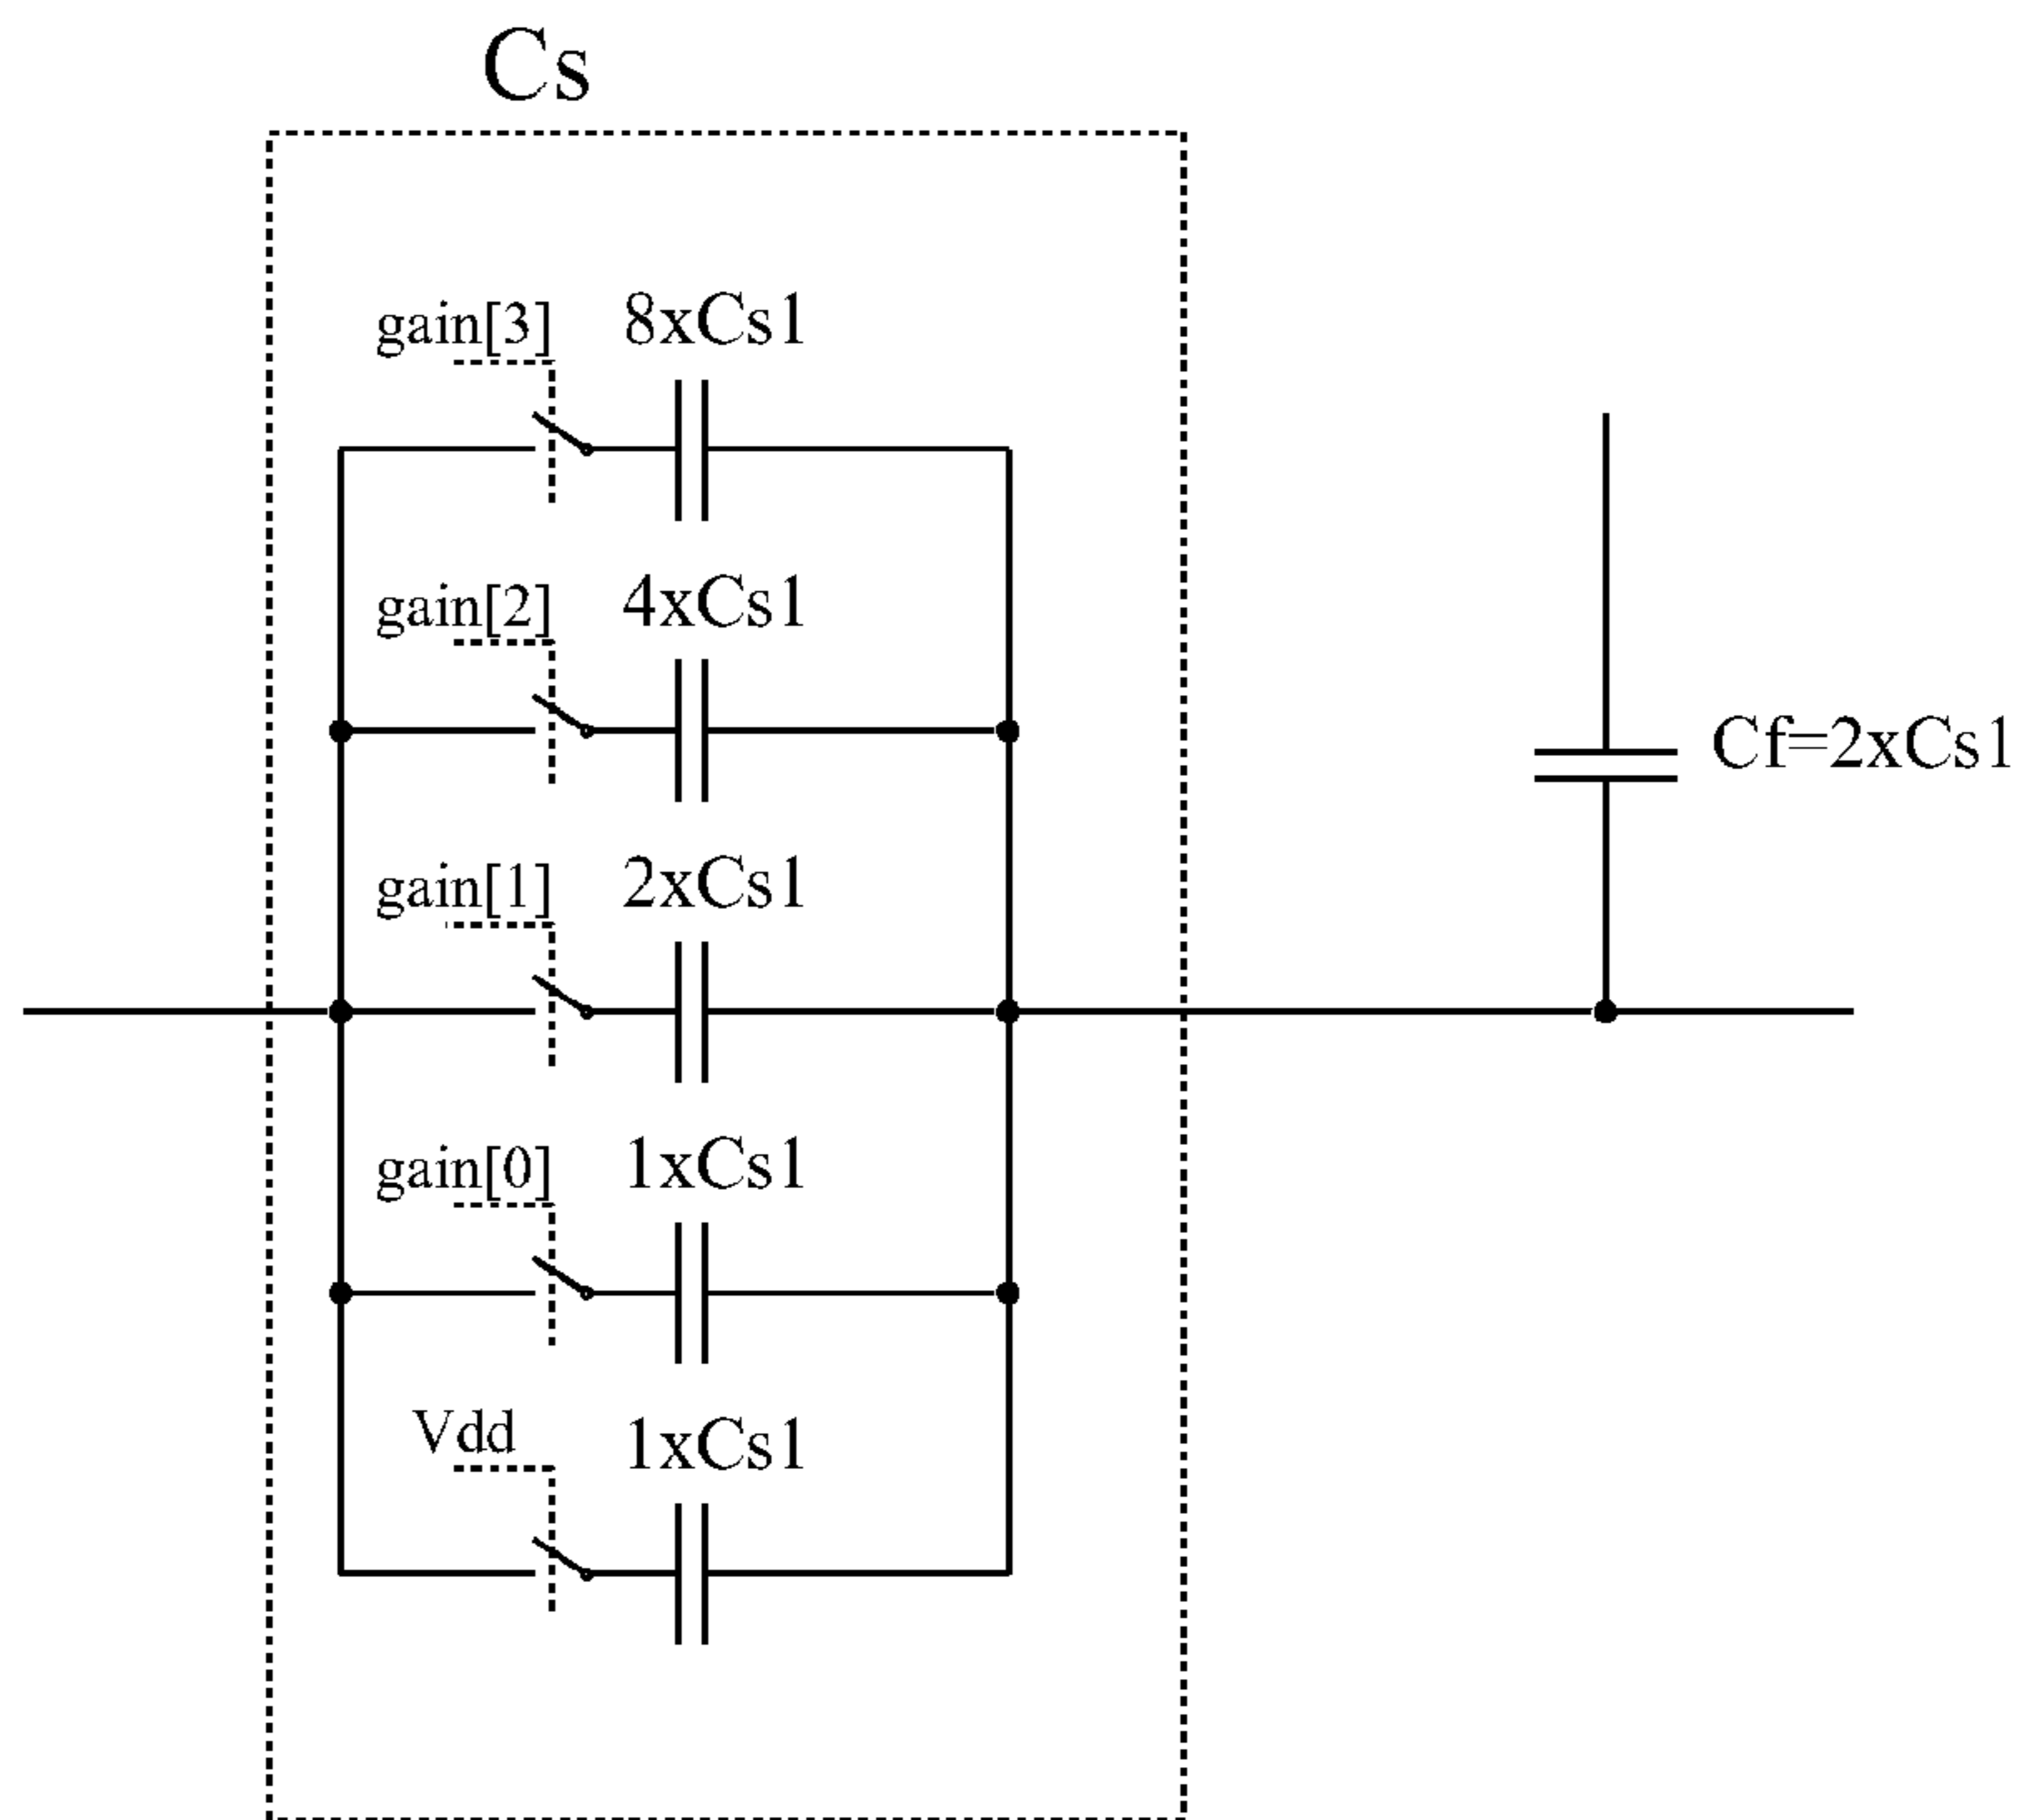 Cs
gain[3] 8xCs1
gain[2] 4xCs1
Cf=2xCs1
gain[1] 2xCs1
gain[0] 1xCs1
Vdd 1xCs1